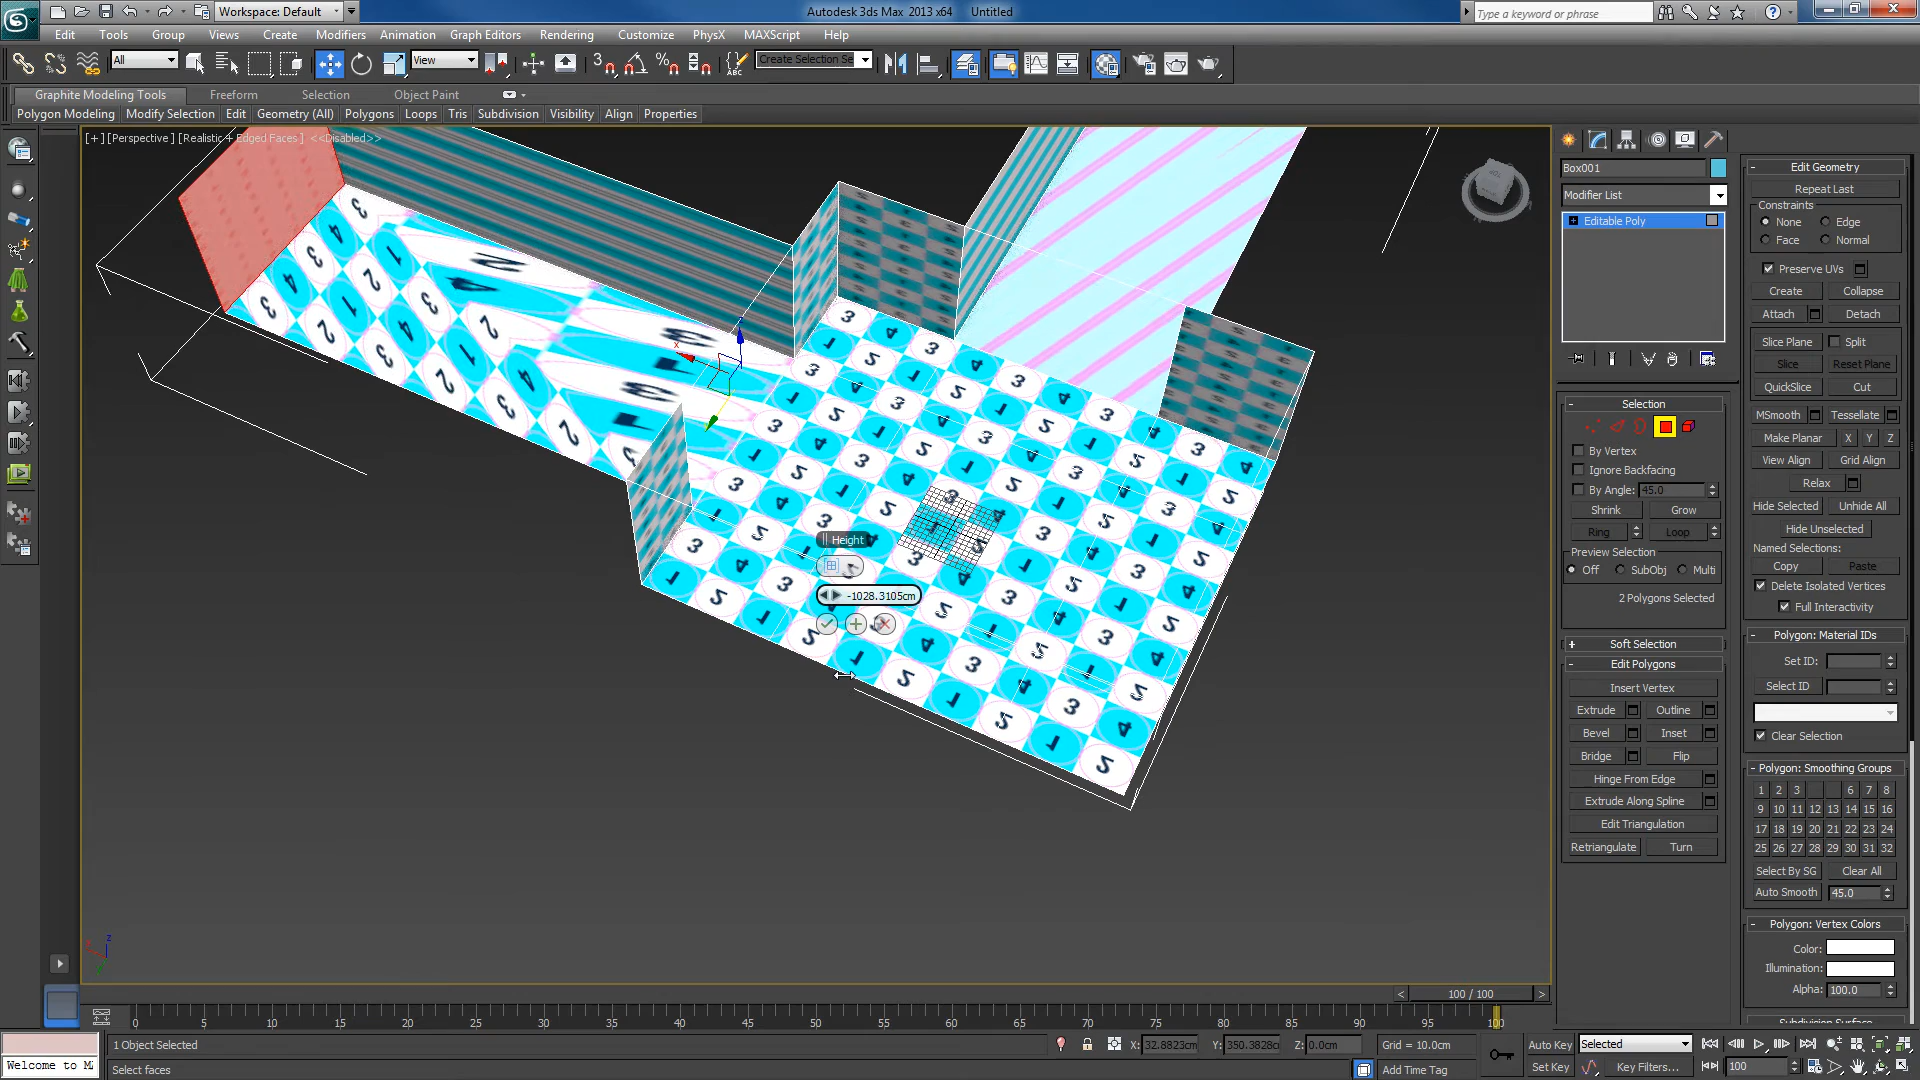 Workspace: Default
Autodesk 3ds Max 2013 x64
Untitled
Type a keyword or phrase
Edit Tools Group Views Create Modifiers Animation Graph Editors Rendering Customize PhysX MAXScript Help
All
View
Create Selection Se
Graphite Modeling Tools Freeform Selection Object Paint
Polygon Modeling Modify Selection Edit Geometry (All) Polygons Loops Tris Subdivision Visibility Align Properties
[+] [Perspective] [Realistic + Edged Faces] <<Disabled>>
Height
-1028.3105cm
Box001
Modifier List
Editable Poly
Selection
By Vertex
Ignore Backfacing
By Angle: 45.0
Shrink Grow
Ring Loop
Preview Selection
Off SubObj Multi
2 Polygons Selected
Soft Selection
Edit Polygons
Insert Vertex
Extrude Outline
Bevel Inset
Bridge Flip
Hinge From Edge
Extrude Along Spline
Edit Triangulation
Retriangulate Turn
Edit Geometry
Repeat Last
Constraints
None Edge
Face Normal
Preserve UVs
Create Collapse
Attach Detach
Slice Plane Split
Slice Reset Plane
QuickSlice Cut
MSmooth Tessellate
Make Planar X Y Z
View Align Grid Align
Relax
Hide Selected Unhide All
Hide Unselected
Named Selections:
Copy Paste
Delete Isolated Vertices
Full Interactivity
Polygon: Material IDs
Set ID:
Select ID
Clear Selection
Polygon: Smoothing Groups
1 2 3 6 7 8
9 10 11 12 13 14 15 16
17 18 19 20 21 22 23 24
25 26 27 28 29 30 31 32
Select By SG Clear All
Auto Smooth 45.0
Polygon: Vertex Colors
Color:
Illumination:
Alpha: 100.0
Subdivision Surface
100 / 100
0 5 10 15 20 25 30 35 40 45 50 55 60 65 70 75 80 85 90 95 100
1 Object Selected
X: 32.8823cm Y: 350.3828c Z: 0.0cm
Grid = 10.0cm
Auto Key
Selected
Welcome to M
Select faces
Add Time Tag
Set Key
Key Filters...
100